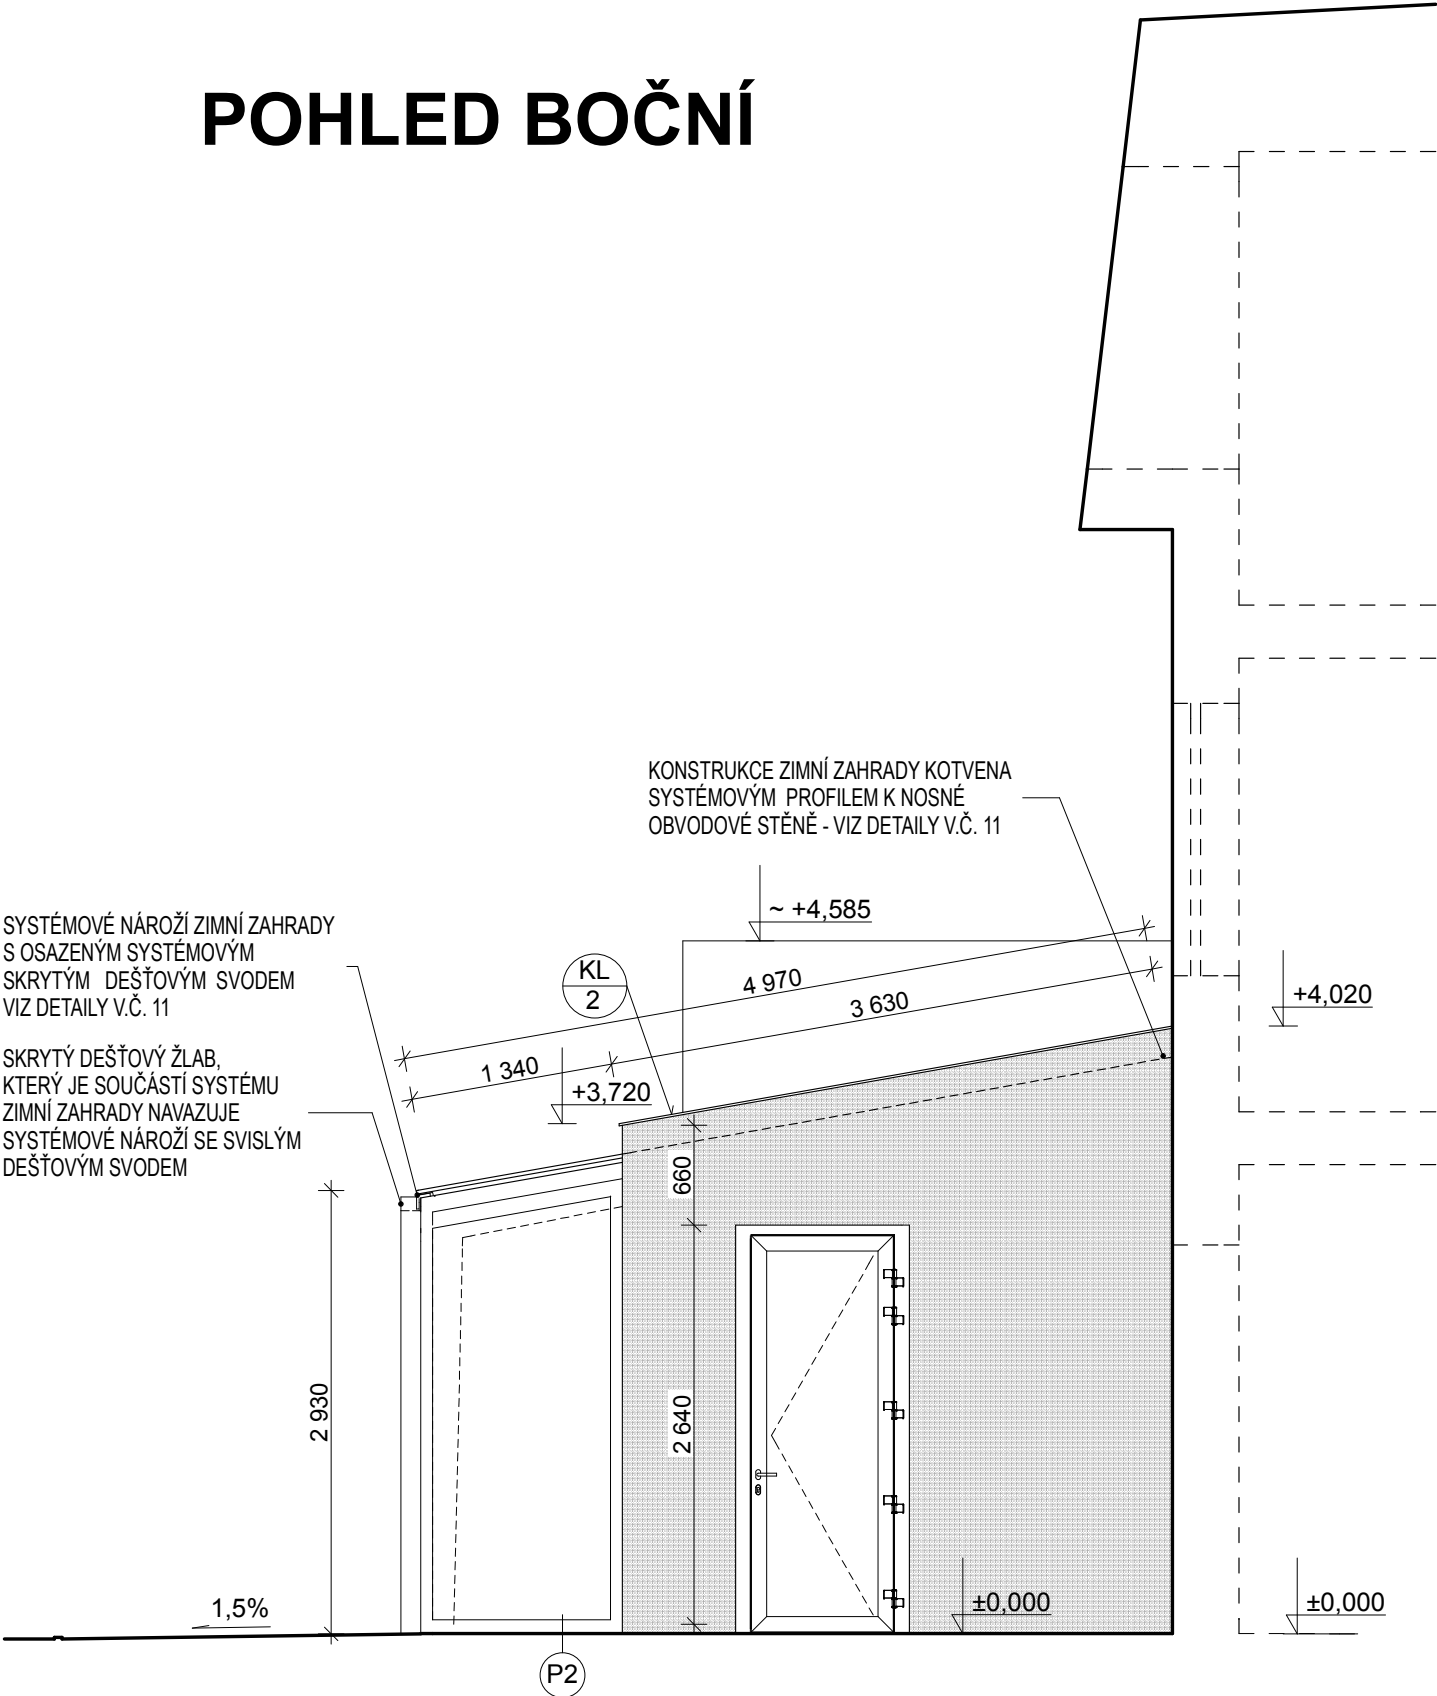 POHLED BOČNÍ
KONSTRUKCE ZIMNÍ ZAHRADY KOTVENA
SYSTÉMOVÝM PROFILEM K NOSNÉ
OBVODOVÉ STĚNĚ - VIZ DETAILY V.Č. 11
~ +4,585
SYSTÉMOVÉ NÁROŽÍ ZIMNÍ ZAHRADY
S OSAZENÝM SYSTÉMOVÝM
SKRYTÝM DEŠŤOVÝM SVODEM
VIZ DETAILY V.Č. 11
KL
2
4 970
3 630
+4,020
SKRYTÝ DEŠŤOVÝ ŽLAB,
KTERÝ JE SOUČÁSTÍ SYSTÉMU
ZIMNÍ ZAHRADY NAVAZUJE
SYSTÉMOVÉ NÁROŽÍ SE SVISLÝM
DEŠŤOVÝM SVODEM
1 340
+3,720
660
2 930
2 640
1,5%
±0,000
±0,000
P2